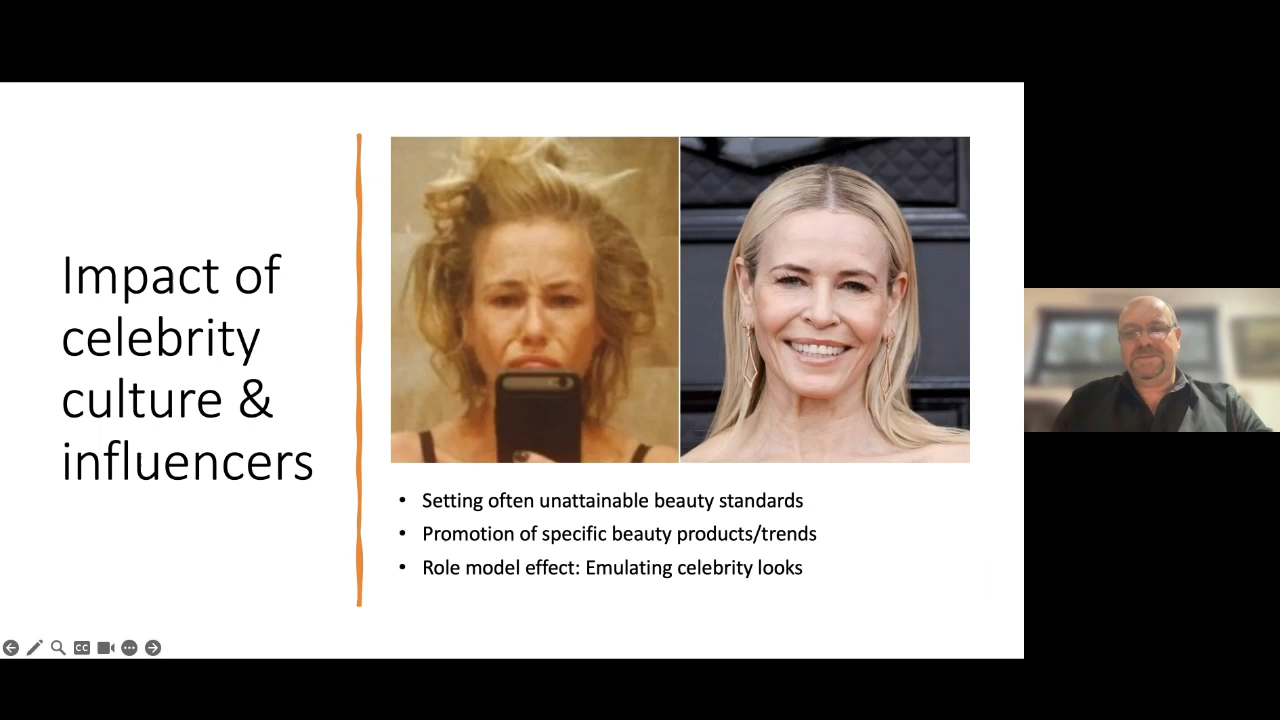 Impact of
celebrity
culture &
influencers
• Setting often unattainable beauty standards
• Promotion of specific beauty products/trends
• Role model effect: Emulating celebrity looks
CC